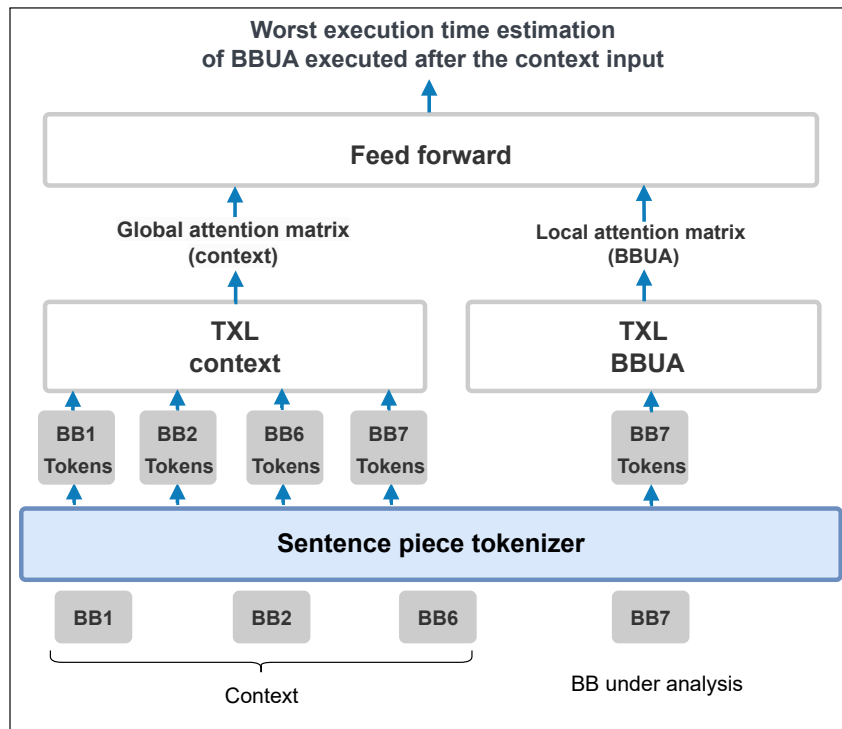 Worst execution time estimation
of BBUA executed after the context input
Feed forward
Global attention matrix
(context)
Local attention matrix
(BBUA)
TXL
context
TXL
BBUA
BB1
Tokens
BB2
Tokens
BB6
Tokens
BB7
Tokens
BB7
Tokens
Sentence piece tokenizer
BB1
BB2
BB6
BB7
Context
BB under analysis